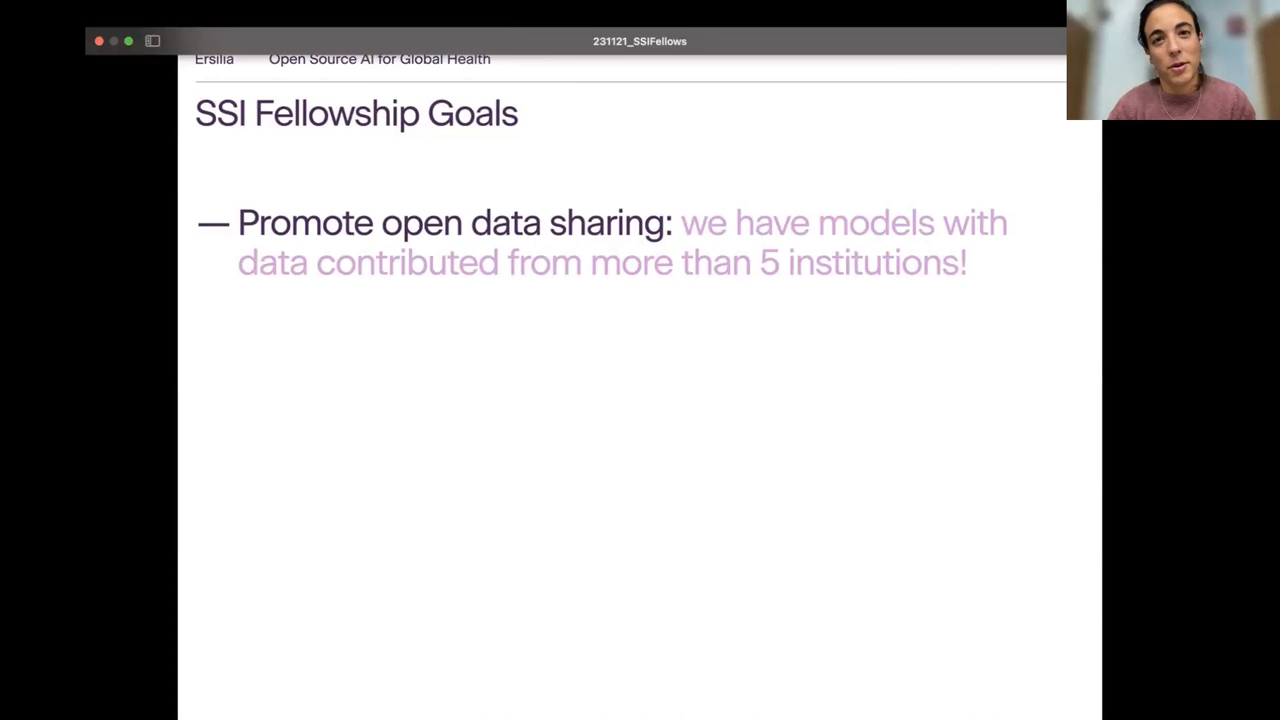 231121_SSIFellows
Ersilia Open Source AI for Global Health
SSI Fellowship Goals
— Promote open data sharing: we have models with
data contributed from more than 5 institutions!